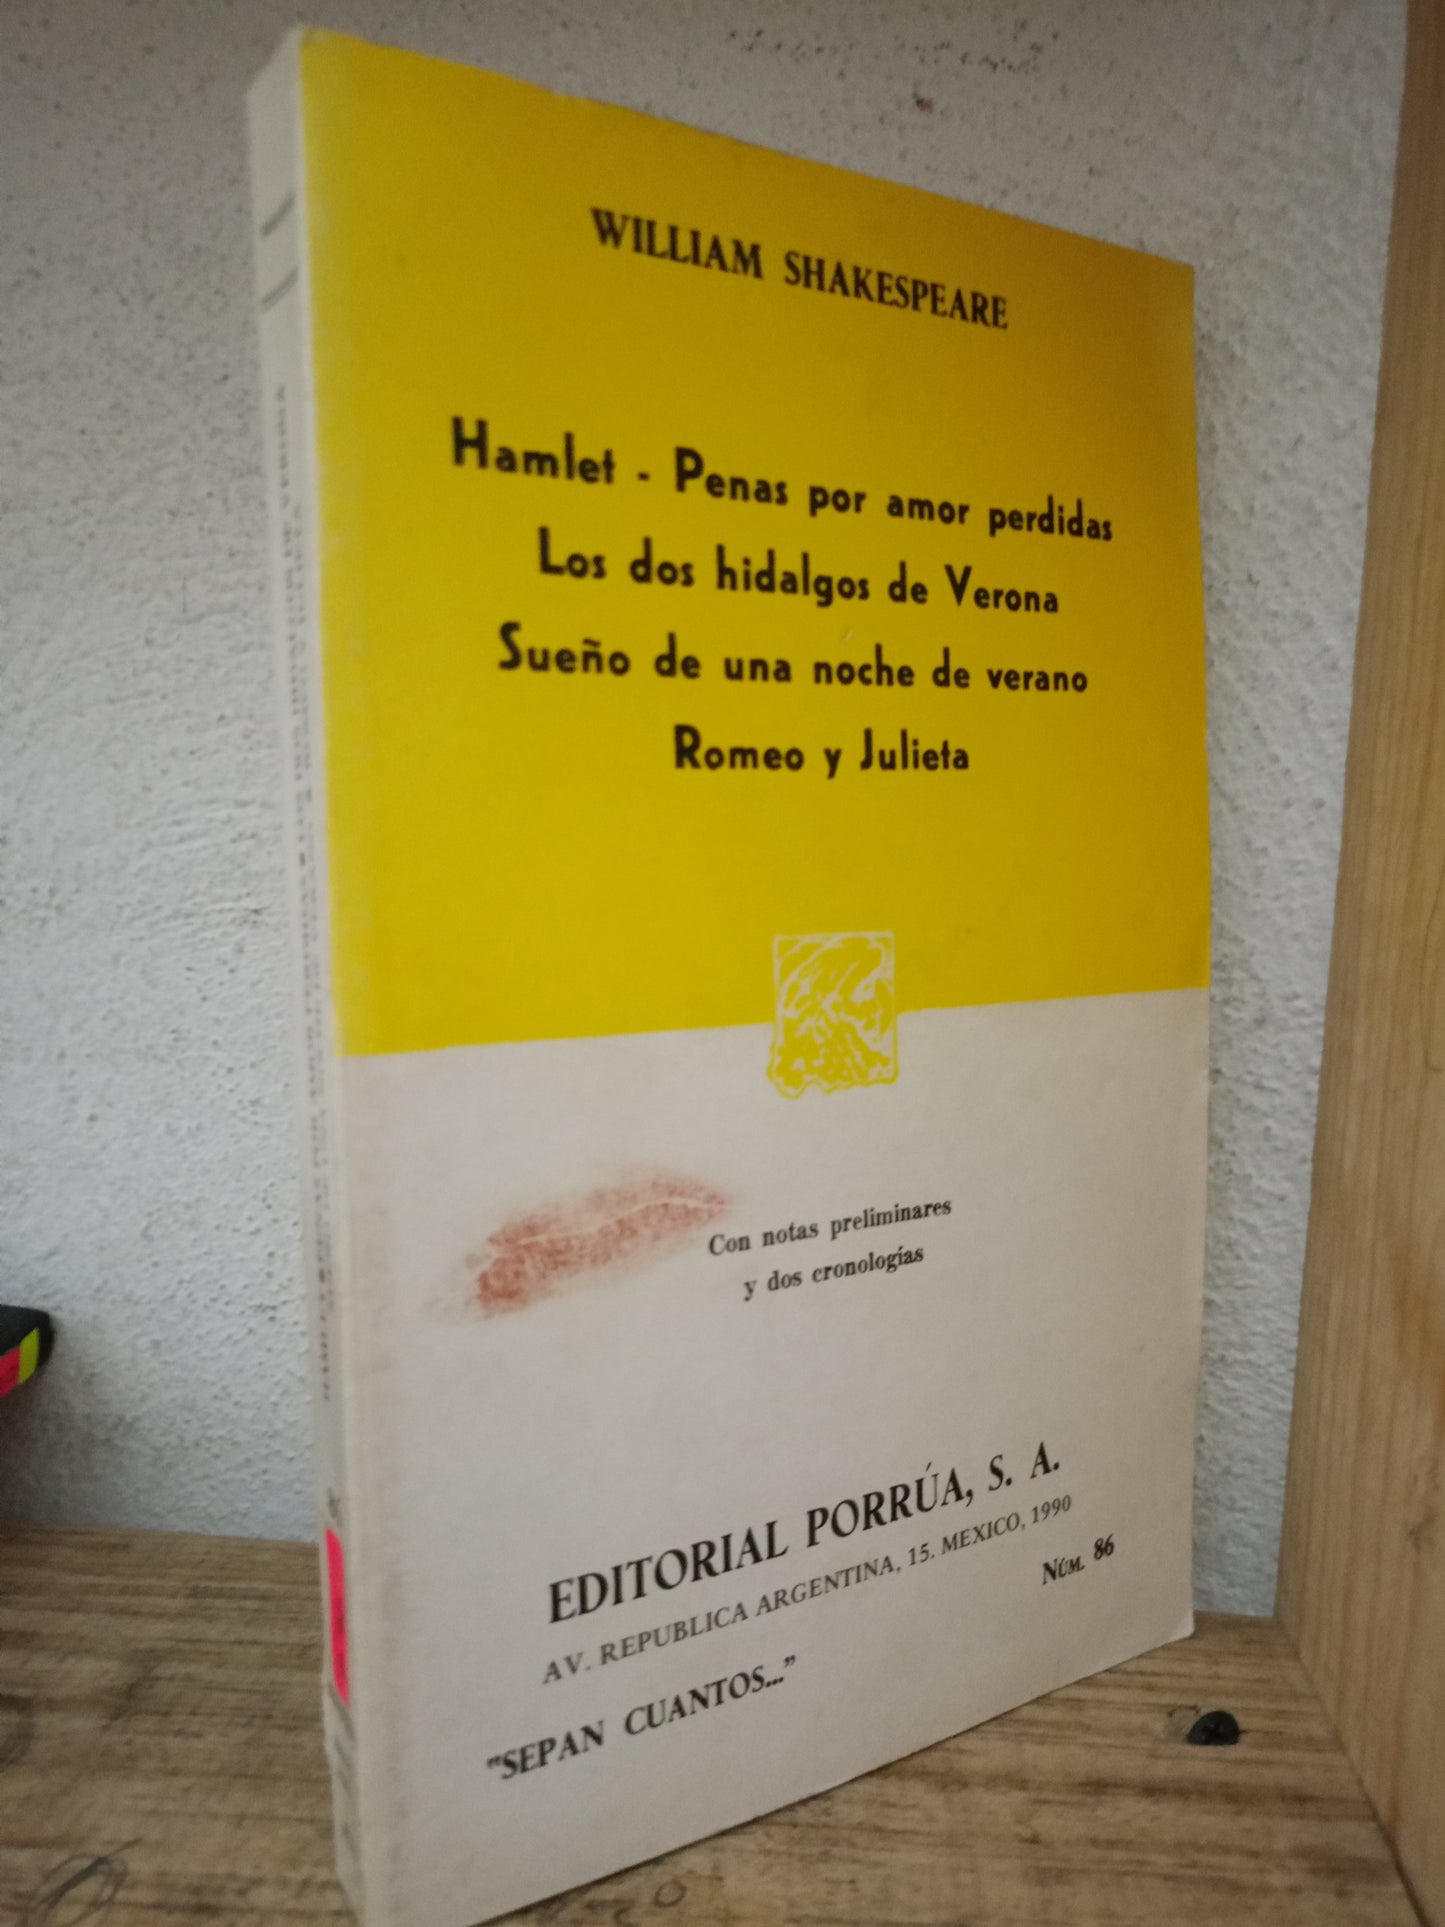 WILLIAM SHAKESPEARE
Hamlet - Penas por amor perdidas
Los dos hidalgos de Verona
Sueño de una noche de verano
Romeo y Julieta
Con notas preliminares
y dos cronologías
EDITORIAL PORRÚA, S. A.
AV. REPUBLICA ARGENTINA, 15. MEXICO, 1990
"SEPAN CUANTOS..."
NÚM. 86